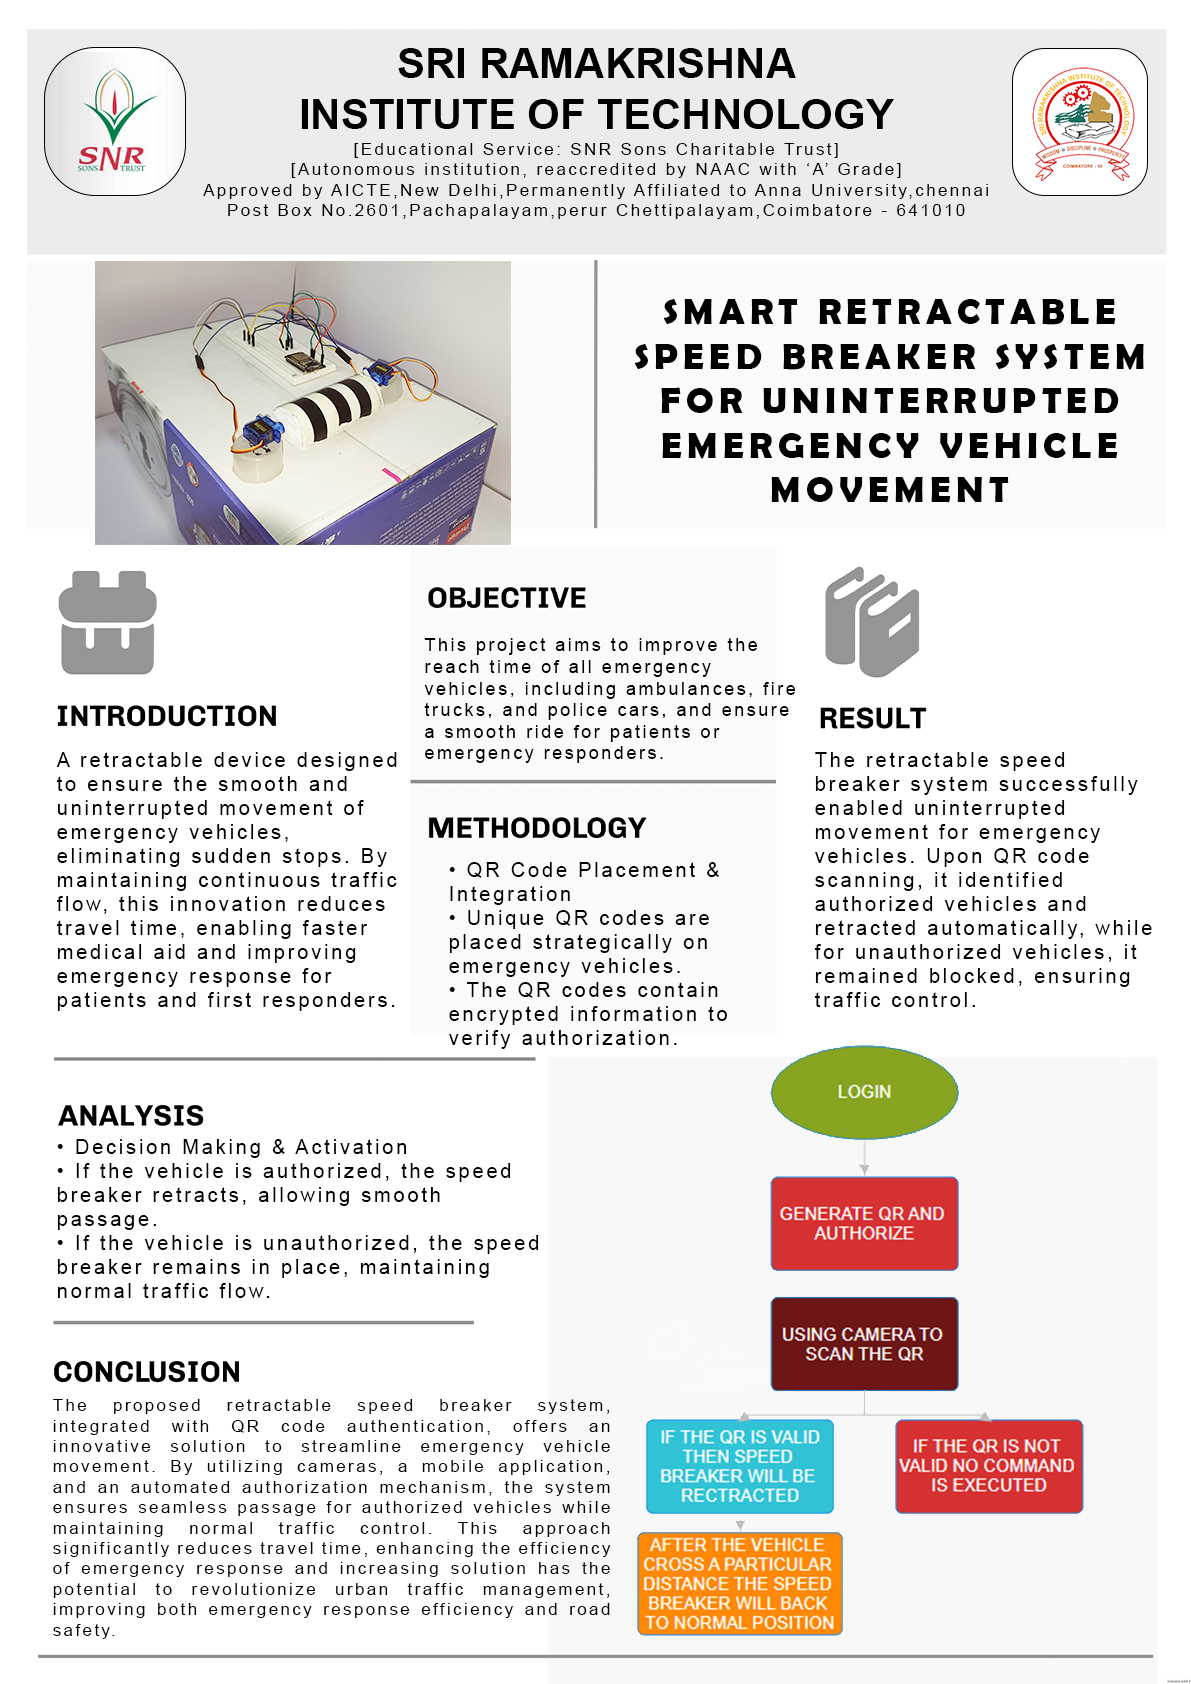 SRI RAMAKRISHNA
INSTITUTE OF TECHNOLOGY
[Educational Service: SNR Sons Charitable Trust]
[Autonomous institution, reaccredited by NAAC with ‘A’ Grade]
Approved by AICTE,New Delhi,Permanently Affiliated to Anna University,chennai
Post Box No.2601,Pachapalayam,perur Chettipalayam,Coimbatore - 641010
SNR
SONS TRUST
SRI RAMAKRISHNA INSTITUTE OF TECHNOLOGY
WISDOM DISCIPLINE PROSPERITY
COIMBATORE - 10
SMART RETRACTABLE
SPEED BREAKER SYSTEM
FOR UNINTERRUPTED
EMERGENCY VEHICLE
MOVEMENT
INTRODUCTION
A retractable device designed
to ensure the smooth and
uninterrupted movement of
emergency vehicles,
eliminating sudden stops. By
maintaining continuous traffic
flow, this innovation reduces
travel time, enabling faster
medical aid and improving
emergency response for
patients and first responders.
OBJECTIVE
This project aims to improve the
reach time of all emergency
vehicles, including ambulances, fire
trucks, and police cars, and ensure
a smooth ride for patients or
emergency responders.
METHODOLOGY
• QR Code Placement &
Integration
• Unique QR codes are
placed strategically on
emergency vehicles.
• The QR codes contain
encrypted information to
verify authorization.
RESULT
The retractable speed
breaker system successfully
enabled uninterrupted
movement for emergency
vehicles. Upon QR code
scanning, it identified
authorized vehicles and
retracted automatically, while
for unauthorized vehicles, it
remained blocked, ensuring
traffic control.
ANALYSIS
• Decision Making & Activation
• If the vehicle is authorized, the speed
breaker retracts, allowing smooth
passage.
• If the vehicle is unauthorized, the speed
breaker remains in place, maintaining
normal traffic flow.
CONCLUSION
The proposed retractable speed breaker system,
integrated with QR code authentication, offers an
innovative solution to streamline emergency vehicle
movement. By utilizing cameras, a mobile application,
and an automated authorization mechanism, the system
ensures seamless passage for authorized vehicles while
maintaining normal traffic control. This approach
significantly reduces travel time, enhancing the efficiency
of emergency response and increasing solution has the
potential to revolutionize urban traffic management,
improving both emergency response efficiency and road
safety.
LOGIN
GENERATE QR AND
AUTHORIZE
USING CAMERA TO
SCAN THE QR
IF THE QR IS VALID
THEN SPEED
BREAKER WILL BE
RECTRACTED
IF THE QR IS NOT
VALID NO COMMAND
IS EXECUTED
AFTER THE VEHICLE
CROSS A PARTICULAR
DISTANCE THE SPEED
BREAKER WILL BACK
TO NORMAL POSITION